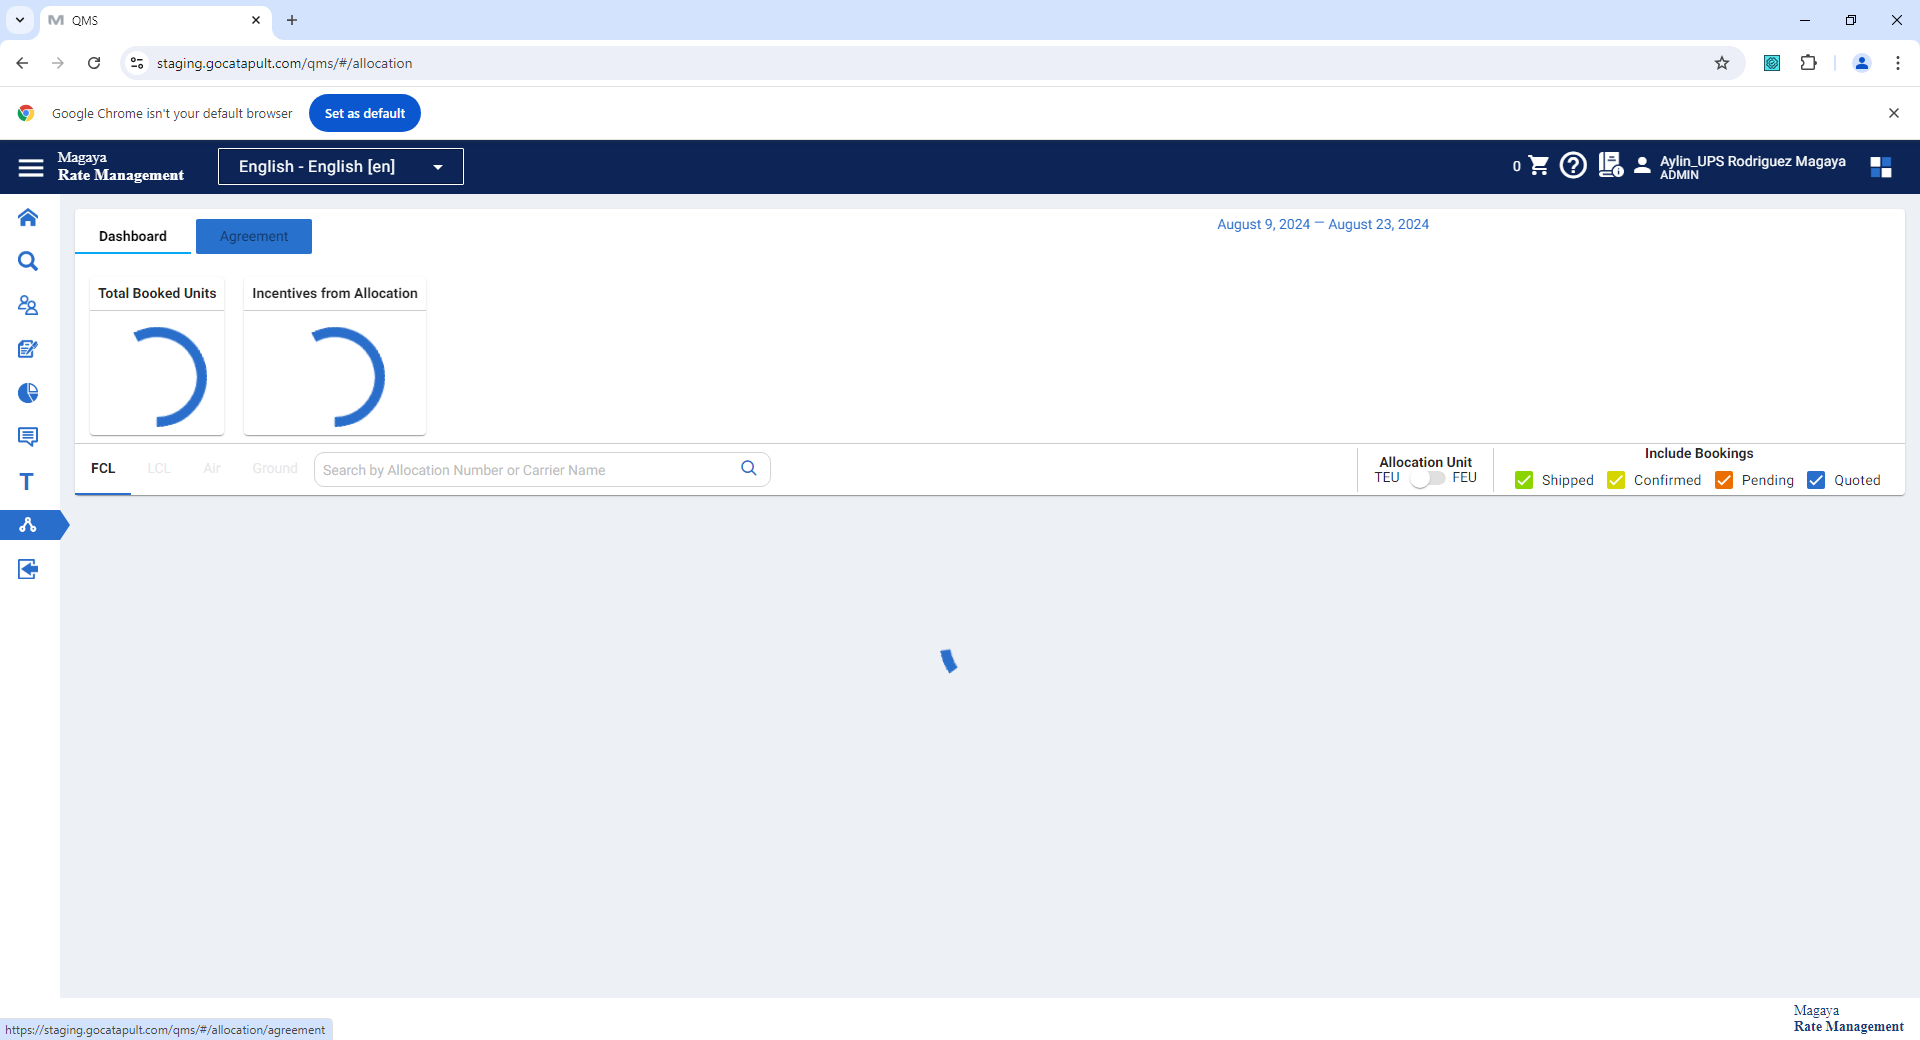 QMS
staging.gocatapult.com/qms/#/allocation
Google Chrome isn't your default browser
Set as default
Magaya
Rate Management
English - English [en]
0
Aylin_UPS Rodriguez Magaya
ADMIN
Dashboard
Agreement
August 9, 2024 — August 23, 2024
Total Booked Units
Incentives from Allocation
FCL
LCL
Air
Ground
Search by Allocation Number or Carrier Name
Allocation Unit
TEU
FEU
Include Bookings
Shipped
Confirmed
Pending
Quoted
T
https://staging.gocatapult.com/qms/#/allocation/agreement
Magaya
Rate Management